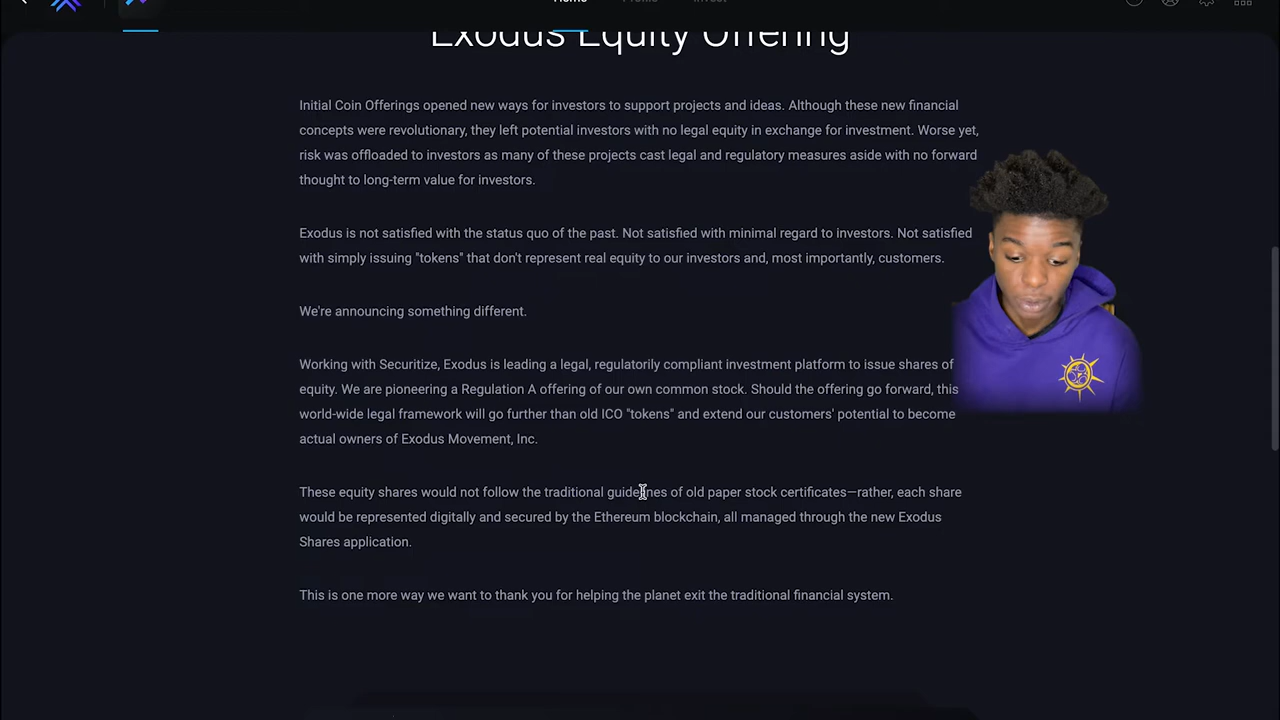 Exodus Equity Offering
Initial Coin Offerings opened new ways for investors to support projects and ideas. Although these new financial
concepts were revolutionary, they left potential investors with no legal equity in exchange for investment. Worse yet,
risk was offloaded to investors as many of these projects cast legal and regulatory measures aside with no forward
thought to long-term value for investors.
Exodus is not satisfied with the status quo of the past. Not satisfied with minimal regard to investors. Not satisfied
with simply issuing "tokens" that don't represent real equity to our investors and, most importantly, customers.
We're announcing something different.
Working with Securitize, Exodus is leading a legal, regulatorily compliant investment platform to issue shares of
equity. We are pioneering a Regulation A offering of our own common stock. Should the offering go forward, this
world-wide legal framework will go further than old ICO "tokens" and extend our customers' potential to become
actual owners of Exodus Movement, Inc.
These equity shares would not follow the traditional guidelines of old paper stock certificates—rather, each share
would be represented digitally and secured by the Ethereum blockchain, all managed through the new Exodus
Shares application.
This is one more way we want to thank you for helping the planet exit the traditional financial system.